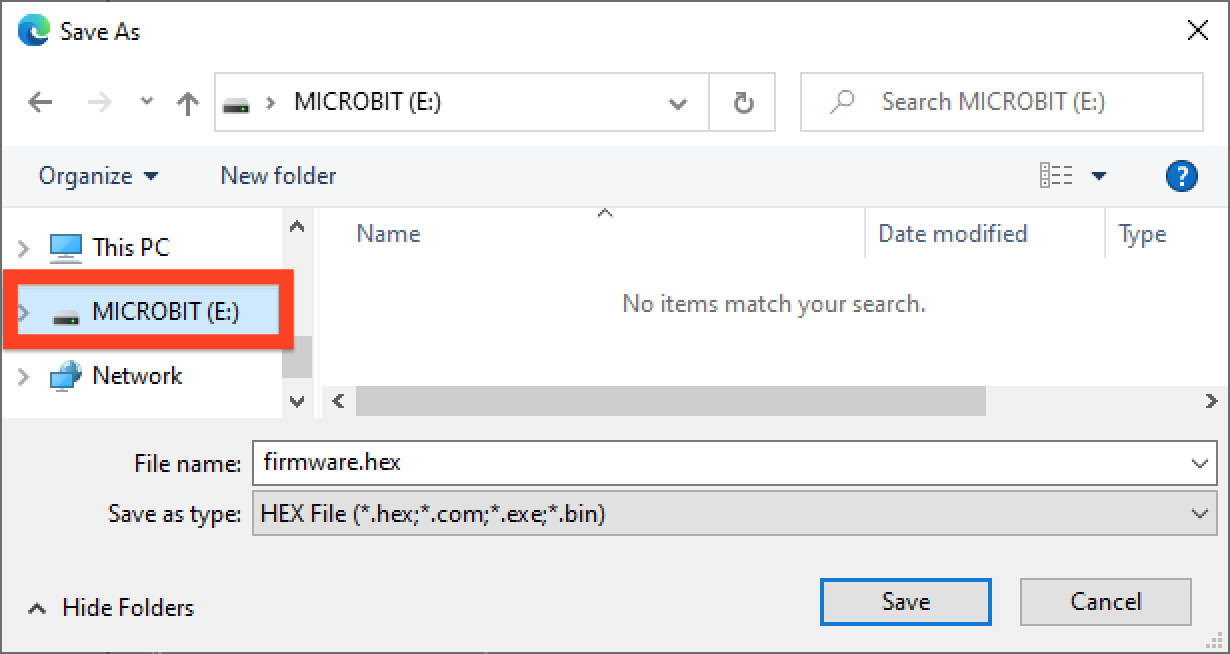 Save As
MICROBIT (E:)
Search MICROBIT (E:)
Organize
New folder
?
Name
Date modified
Type
This PC
MICROBIT (E:)
Network
No items match your search.
File name:
firmware.hex
Save as type:
HEX File (*.hex;*.com;*.exe;*.bin)
Hide Folders
Save
Cancel